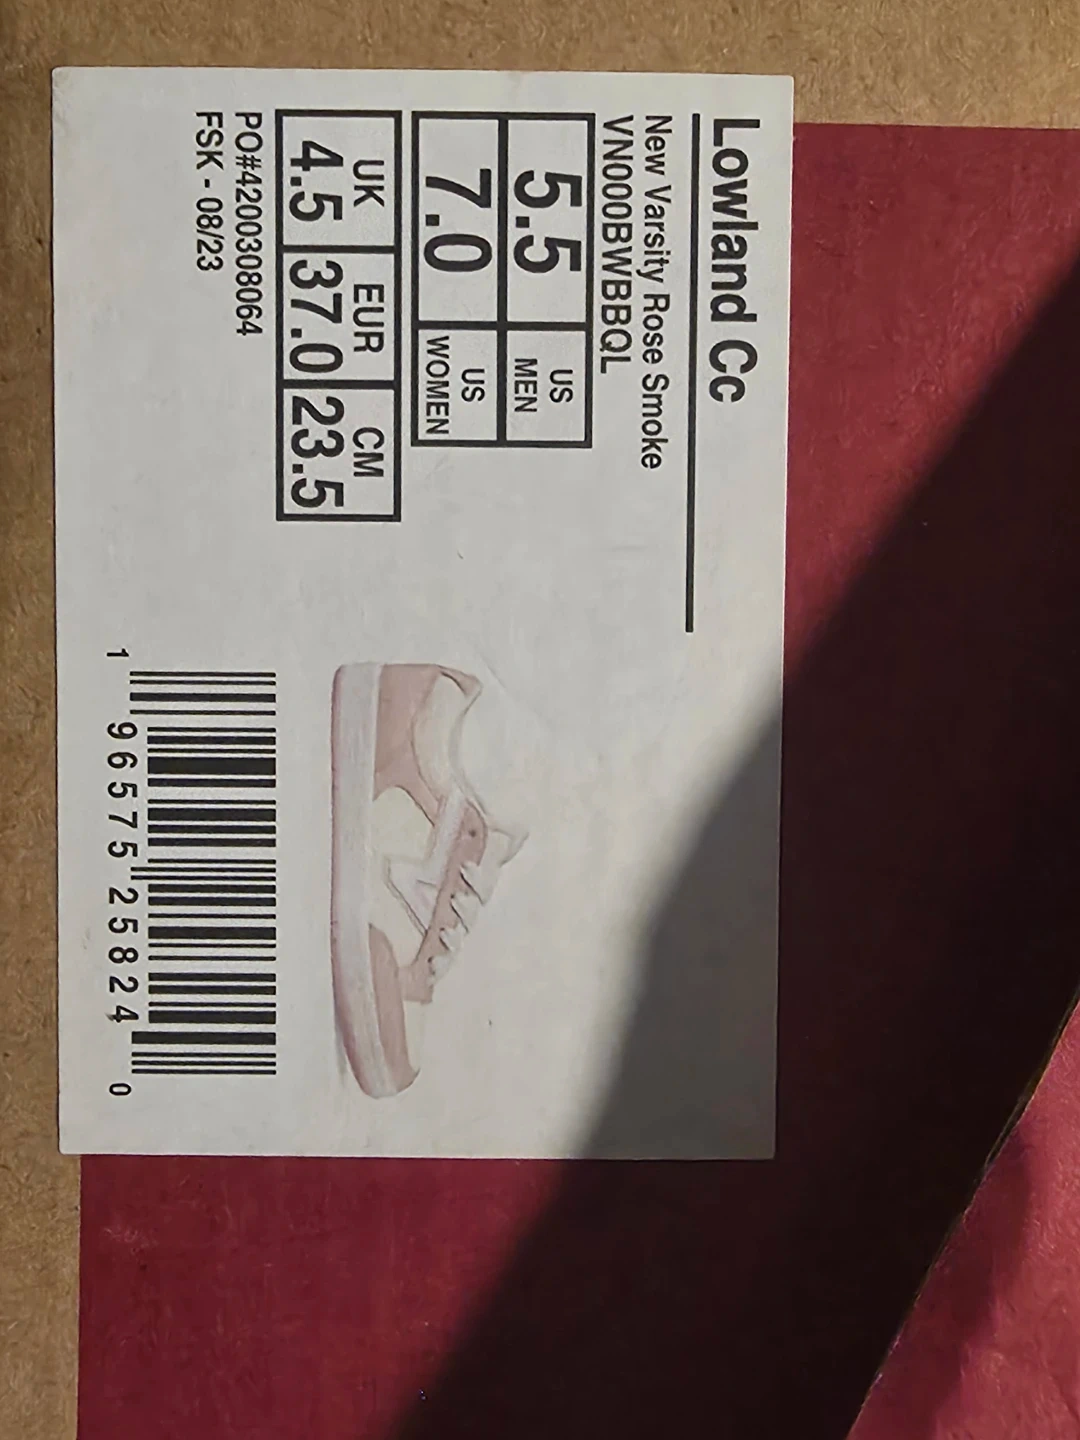 Lowland Cc
New Varsity Rose Smoke
VN000BWBBQL
5.5 US MEN
7.0 US WOMEN
UK EUR CM
4.5 37.0 23.5
PO#4200308064
FSK - 08/23
1 96575 25824 0